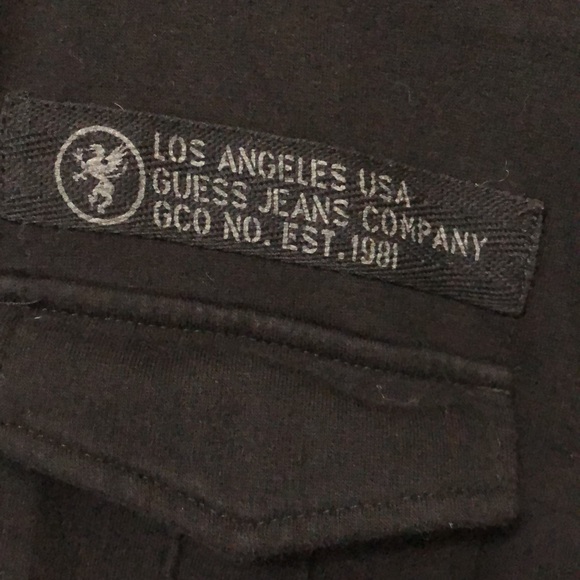 LOS ANGELES USA
GUESS JEANS COMPANY
GCO NO. EST. 1981